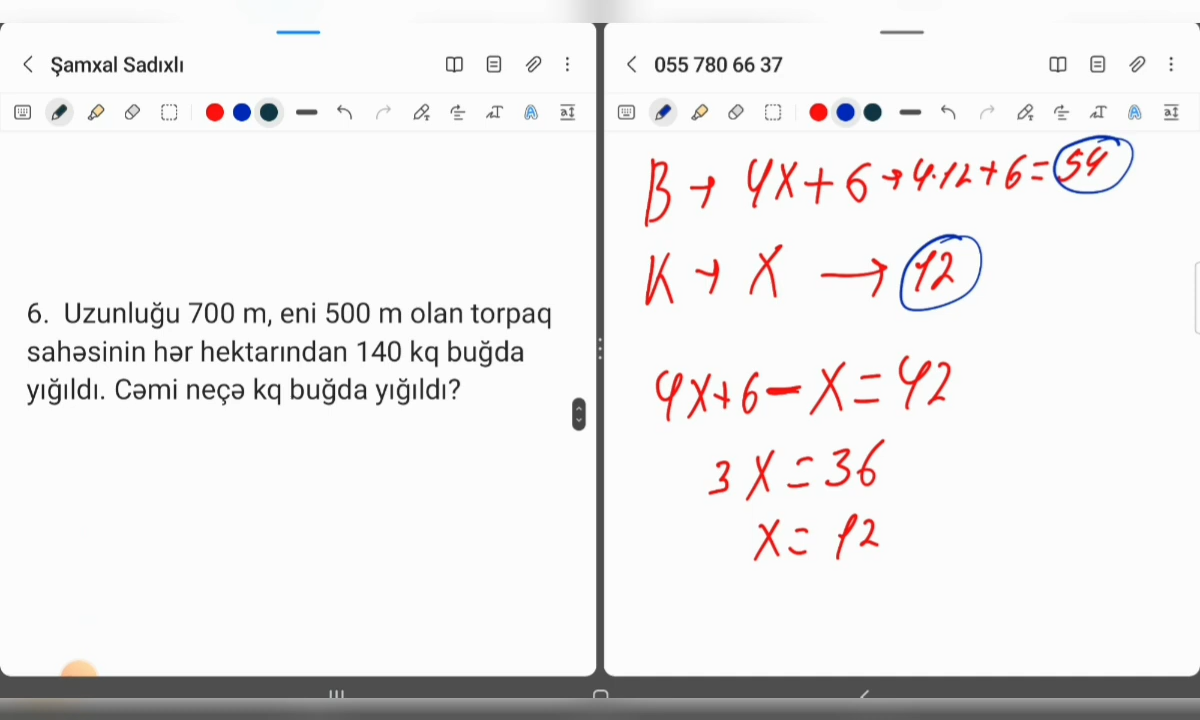 Şamxal Sadıxlı
6. Uzunluğu 700 m, eni 500 m olan torpaq
sahəsinin hər hektarından 140 kq buğda
yığıldı. Cəmi neçə kq buğda yığıldı?
055 780 66 37
B → 4X + 6 → 4·12 + 6 = 54
K → X → 12
4X + 6 - X = 42
3X = 36
X = 12